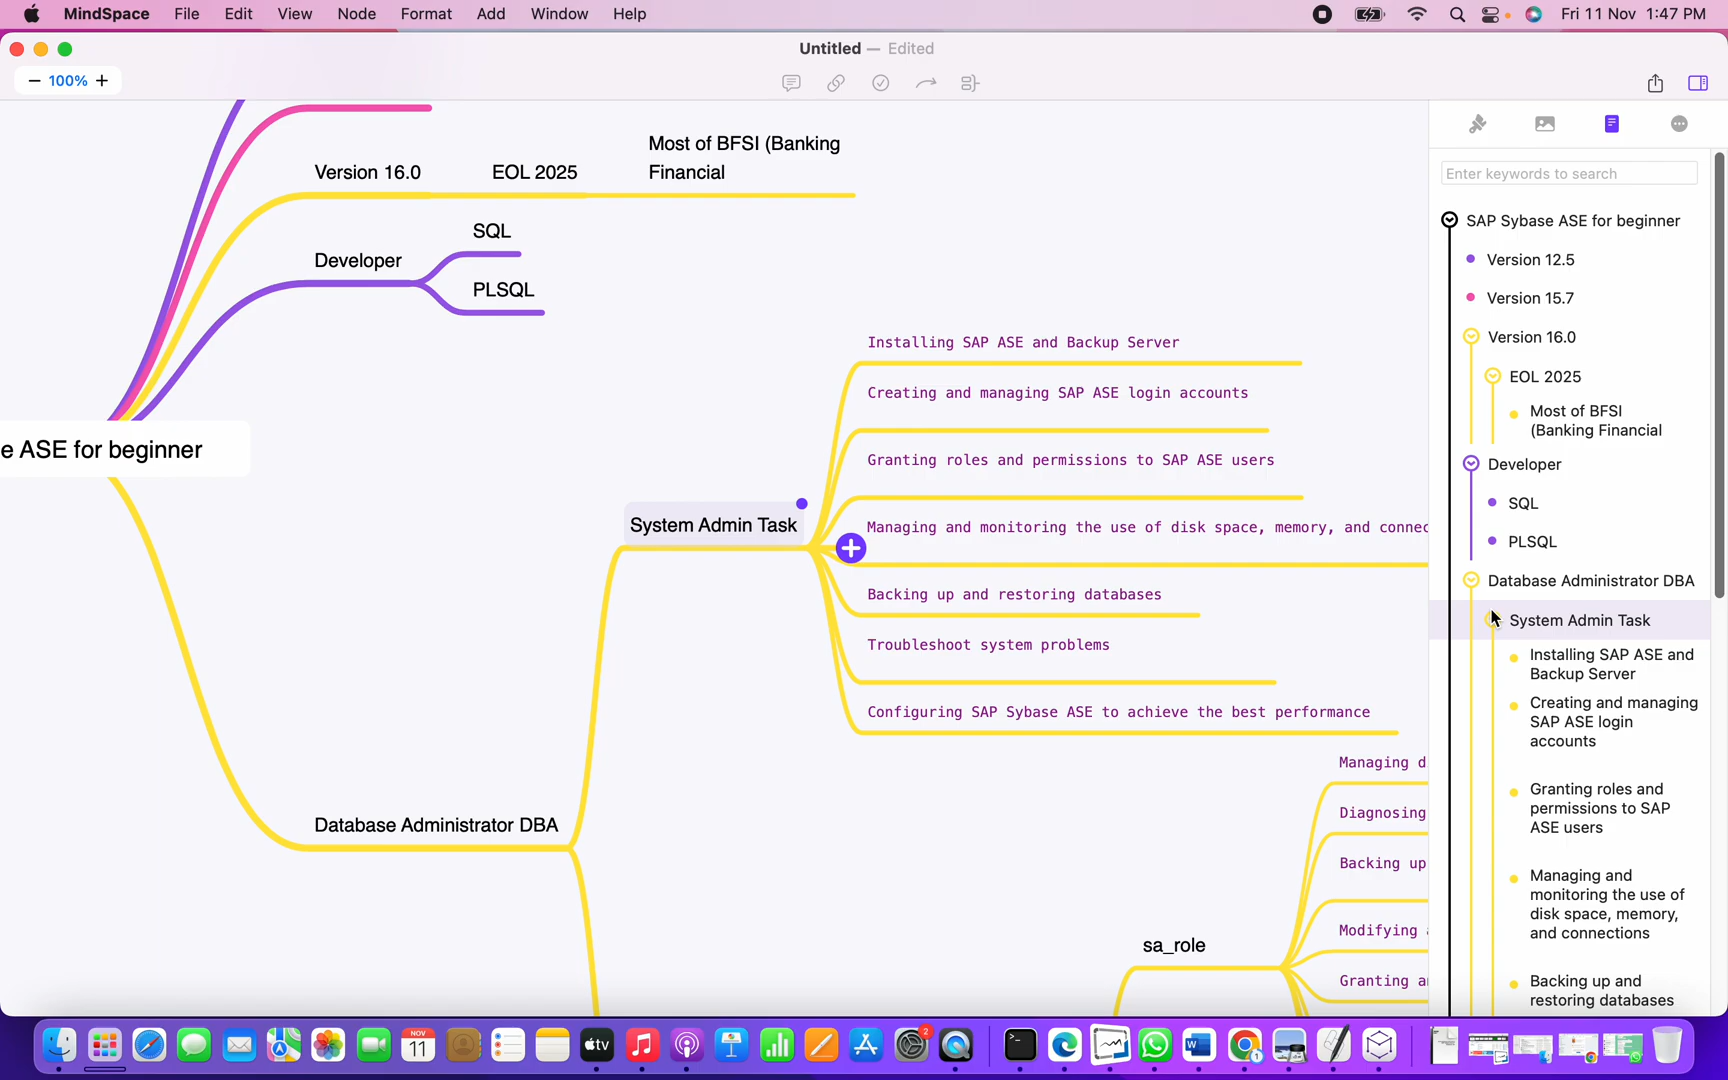 MindSpace File Edit View Node Format Add Window Help
Fri 11 Nov 1:47 PM
Untitled — Edited
− 100% +
Enter keywords to search
Most of BFSI (Banking
Financial
Version 16.0
EOL 2025
SQL
Developer
PLSQL
Installing SAP ASE and Backup Server
Creating and managing SAP ASE login accounts
Granting roles and permissions to SAP ASE users
System Admin Task
Managing and monitoring the use of disk space, memory, and connec
Backing up and restoring databases
Troubleshoot system problems
Configuring SAP Sybase ASE to achieve the best performance
e ASE for beginner
Database Administrator DBA
Managing d
Diagnosing
Backing up
Modifying
sa_role
Granting a
SAP Sybase ASE for beginner
Version 12.5
Version 15.7
Version 16.0
EOL 2025
Most of BFSI
(Banking Financial
Developer
SQL
PLSQL
Database Administrator DBA
System Admin Task
Installing SAP ASE and
Backup Server
Creating and managing
SAP ASE login
accounts
Granting roles and
permissions to SAP
ASE users
Managing and
monitoring the use of
disk space, memory,
and connections
Backing up and
restoring databases
NOV
11
tv
2
1